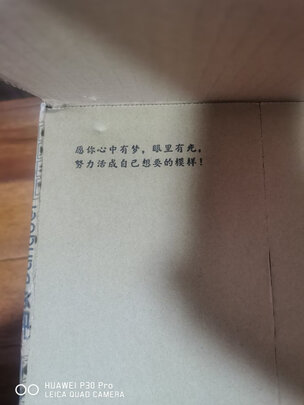 愿你心中有梦，眼里有光，
努力活成自己想要的模样！
HUAWEI P30 Pro
LEICA QUAD CAMERA